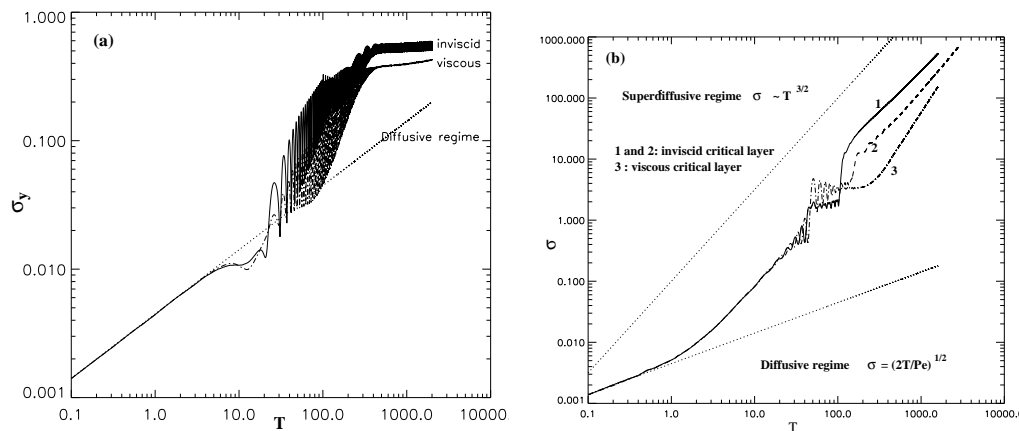 1.000
(a)
inviscid
viscous
0.100
Diffusive regime
σy
0.010
0.001
0.1
1.0
10.0
100.0
1000.0
10000.0
T
1000.000
(b)
Superdiffusive regime σ ~ T 3/2
100.000
1
1 and 2: inviscid critical layer
2
3 : viscous critical layer
3
10.000
1.000
σ
0.100
0.010
Diffusive regime σ = (2T/Pe) 1/2
0.001
0.1
1.0
10.0
100.0
1000.0
10000.
T